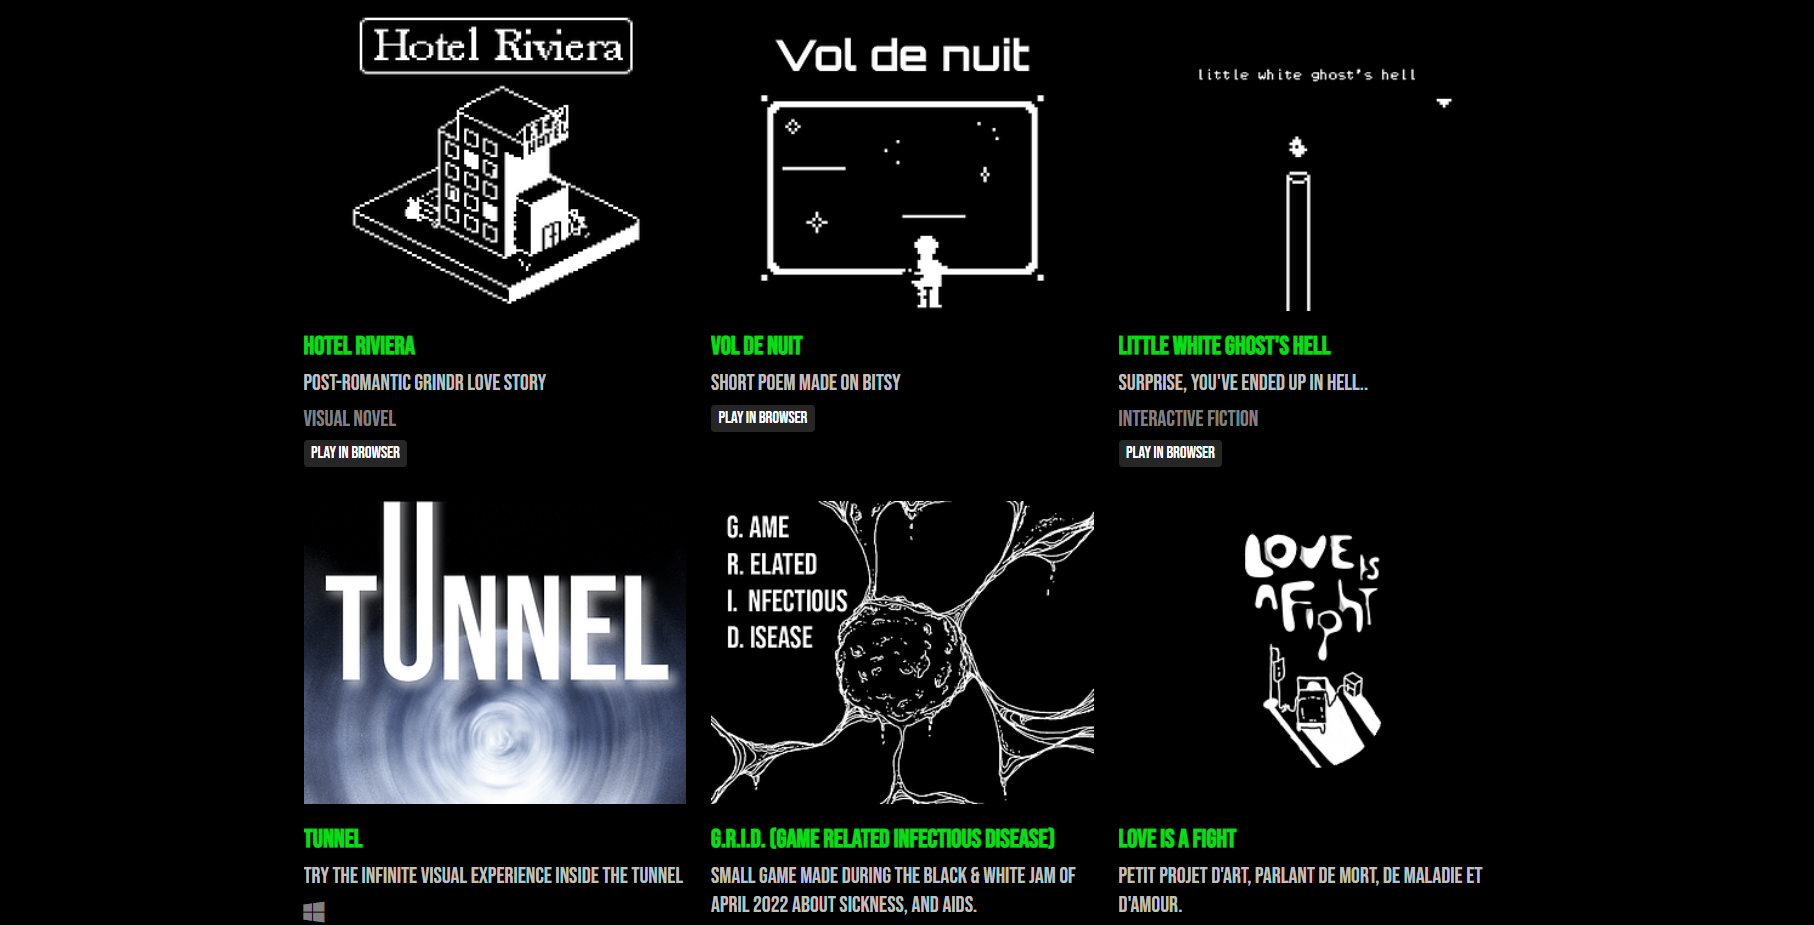 Hotel Riviera
HOTEL RIVIERA
POST-ROMANTIC GRINDR LOVE STORY
VISUAL NOVEL
PLAY IN BROWSER
Vol de nuit
VOL DE NUIT
SHORT POEM MADE ON BITSY
PLAY IN BROWSER
little white ghost's hell
LITTLE WHITE GHOST'S HELL
SURPRISE, YOU'VE ENDED UP IN HELL..
INTERACTIVE FICTION
PLAY IN BROWSER
TUNNEL
TUNNEL
TRY THE INFINITE VISUAL EXPERIENCE INSIDE THE TUNNEL
G. AME
R. ELATED
I. NFECTIOUS
D. ISEASE
G.R.I.D. (GAME RELATED INFECTIOUS DISEASE)
SMALL GAME MADE DURING THE BLACK & WHITE JAM OF
APRIL 2022 ABOUT SICKNESS, AND AIDS.
LOVE IS
A FIGHT
LOVE IS A FIGHT
PETIT PROJET D'ART, PARLANT DE MORT, DE MALADIE ET
D'AMOUR.